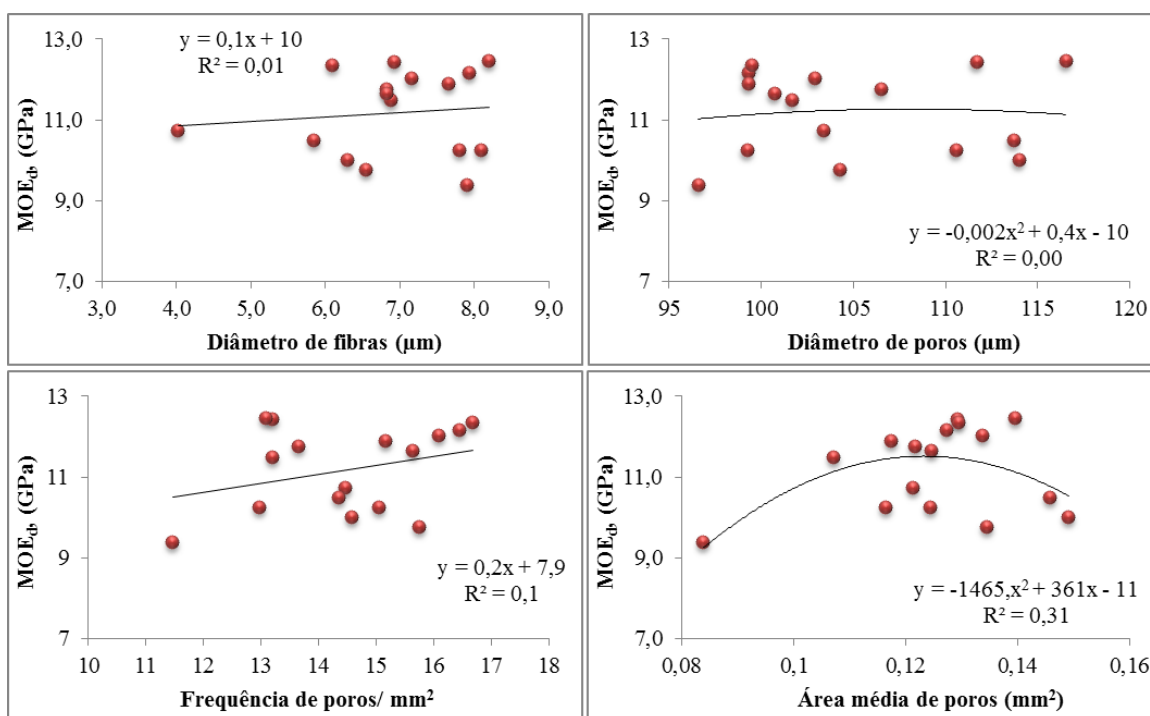 y = 0,1x + 10
R² = 0,01
MOE_d, (GPa)
13,0
11,0
9,0
7,0
3,0 4,0 5,0 6,0 7,0 8,0 9,0
Diâmetro de fibras (µm)
MOE_d, (GPa)
13
11
9
7
95 100 105 110 115 120
y = -0,002x² + 0,4x - 10
R² = 0,00
Diâmetro de poros (µm)
MOE_d, (GPa)
13
11
9
7
10 11 12 13 14 15 16 17 18
y = 0,2x + 7,9
R² = 0,1
Frequência de poros/ mm²
MOE_d, (GPa)
13,0
11,0
9,0
7,0
0,08 0,1 0,12 0,14 0,16
y = -1465,x² + 361x - 11
R² = 0,31
Área média de poros (mm²)